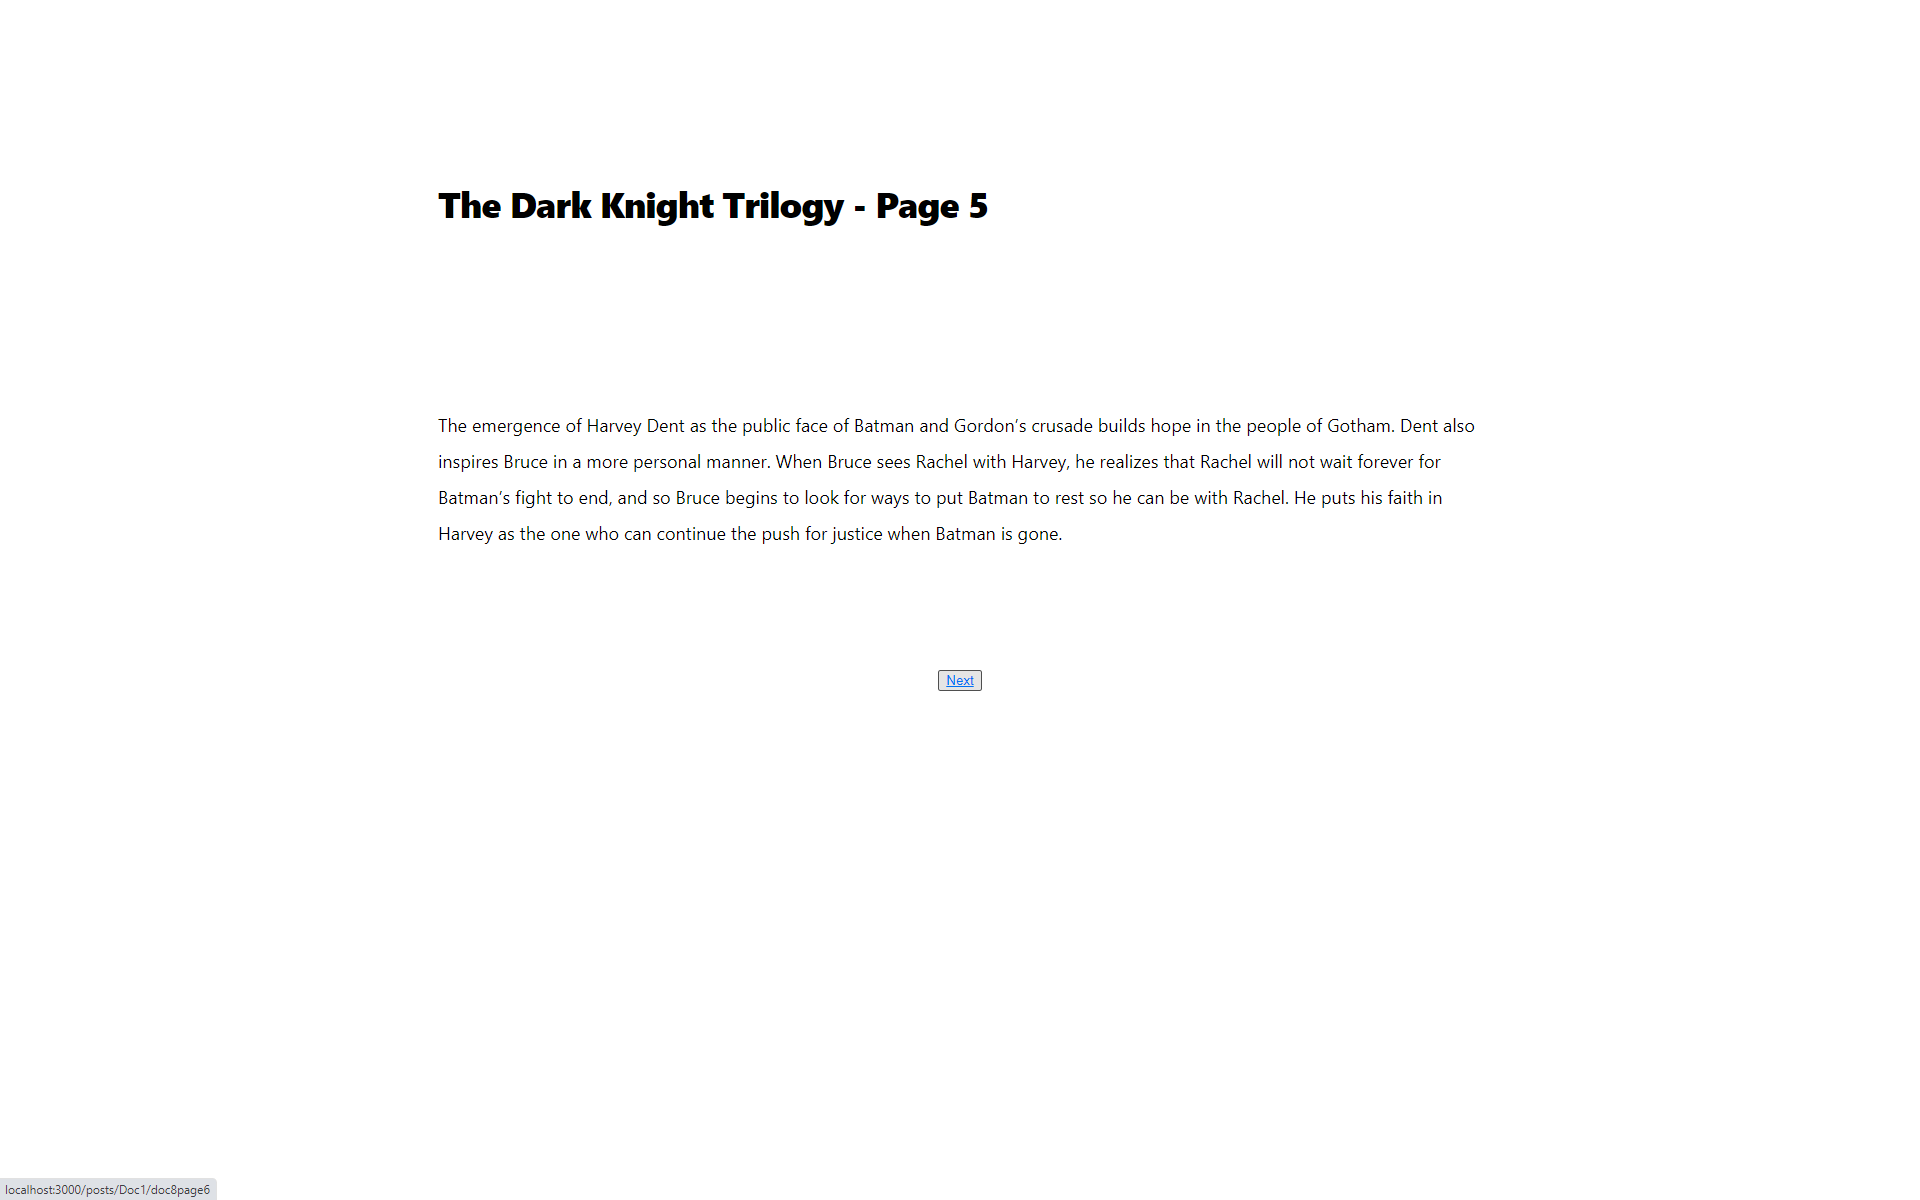 The Dark Knight Trilogy - Page 5
The emergence of Harvey Dent as the public face of Batman and Gordon’s crusade builds hope in the people of Gotham. Dent also
inspires Bruce in a more personal manner. When Bruce sees Rachel with Harvey, he realizes that Rachel will not wait forever for
Batman’s fight to end, and so Bruce begins to look for ways to put Batman to rest so he can be with Rachel. He puts his faith in
Harvey as the one who can continue the push for justice when Batman is gone.
Next
localhost:3000/posts/Doc1/doc8page6